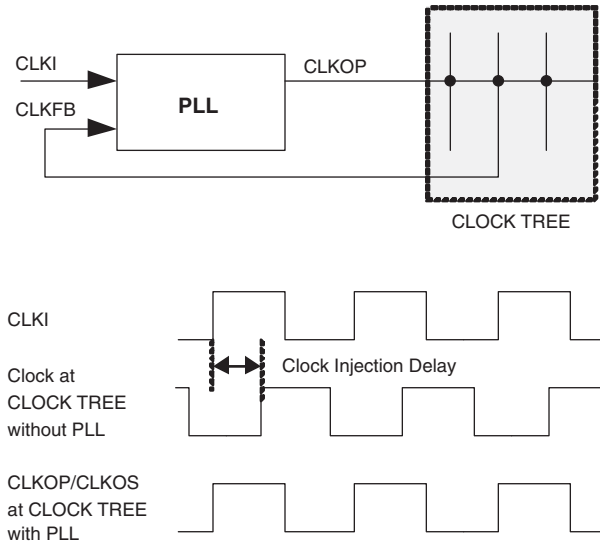 CLKI
CLKOP
CLKFB
PLL
CLOCK TREE
CLKI
Clock Injection Delay
Clock at
CLOCK TREE
without PLL
CLKOP/CLKOS
at CLOCK TREE
with PLL